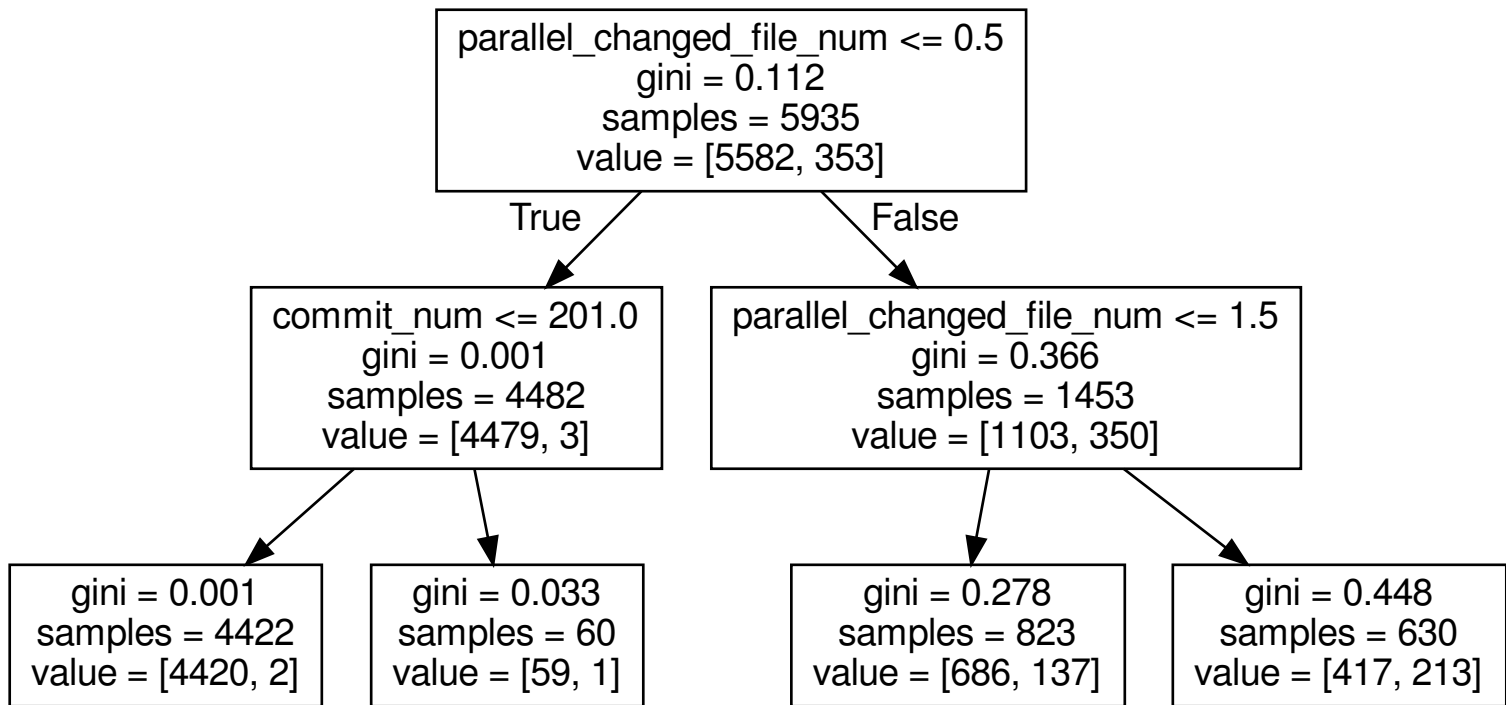 parallel_changed_file_num <= 0.5
gini = 0.112
samples = 5935
value = [5582, 353]
True
False
commit_num <= 201.0
gini = 0.001
samples = 4482
value = [4479, 3]
parallel_changed_file_num <= 1.5
gini = 0.366
samples = 1453
value = [1103, 350]
gini = 0.001
samples = 4422
value = [4420, 2]
gini = 0.033
samples = 60
value = [59, 1]
gini = 0.278
samples = 823
value = [686, 137]
gini = 0.448
samples = 630
value = [417, 213]